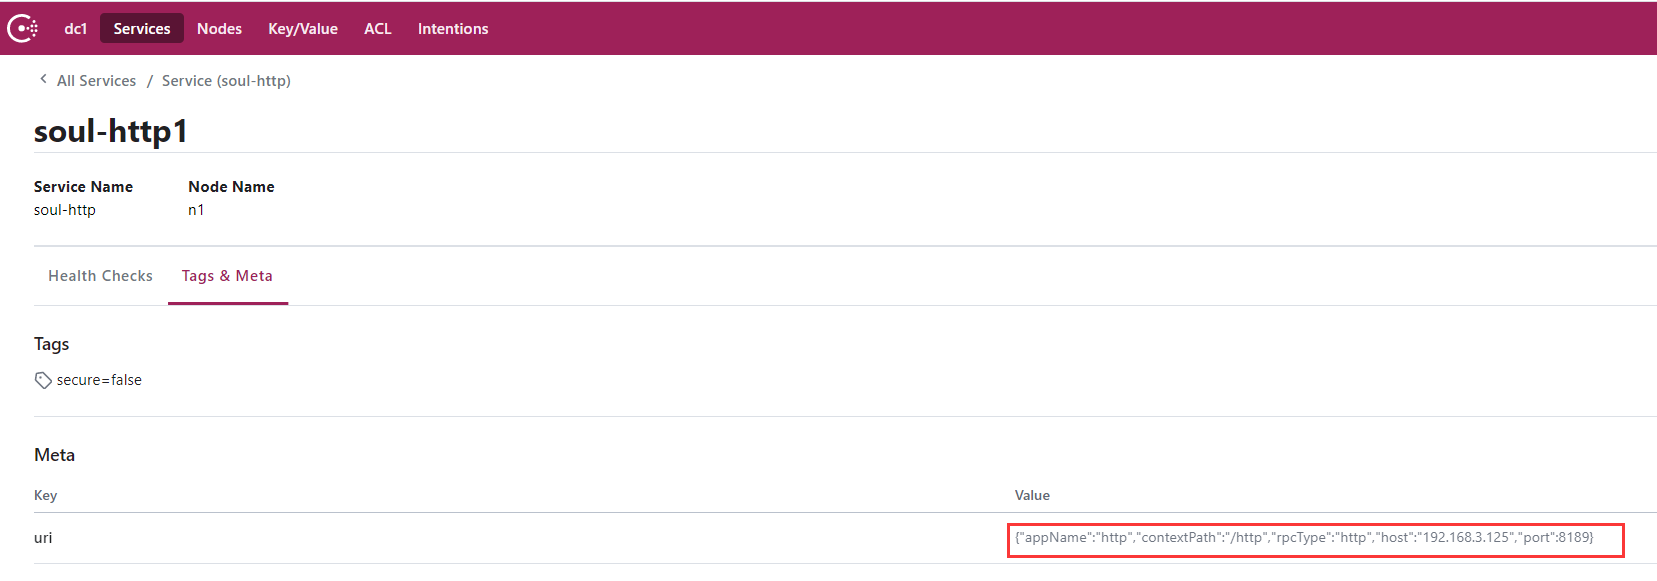 dc1 Services Nodes Key/Value ACL Intentions
All Services / Service (soul-http)
soul-http1
Service Name Node Name
soul-http n1
Health Checks Tags & Meta
Tags
secure=false
Meta
Key Value
uri {"appName":"http","contextPath":"/http","rpcType":"http","host":"192.168.3.125","port":8189}